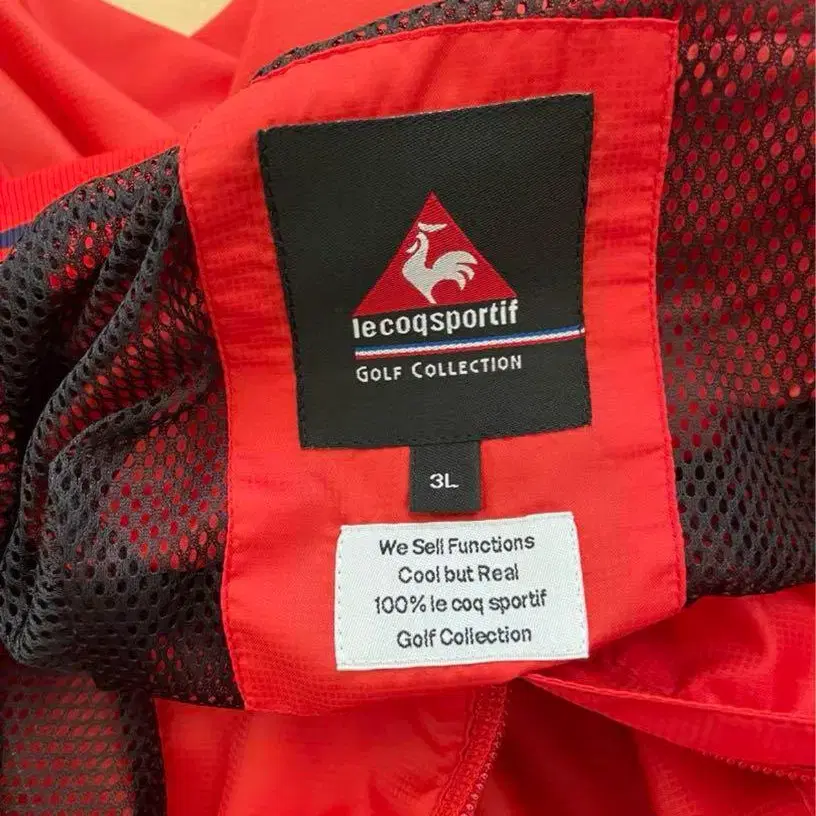 lecoqsportif
GOLF COLLECTION
3L
We Sell Functions
Cool but Real
100% le coq sportif
Golf Collection